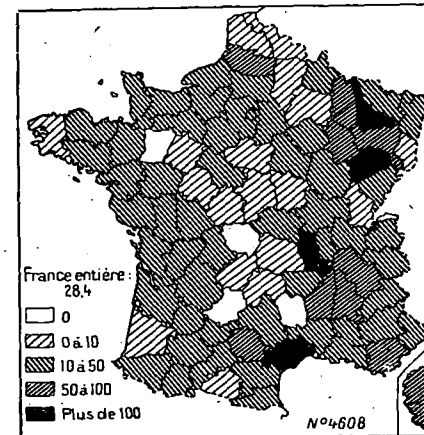 France entière :
28,4
0
0 à 10
10 à 50
50 à 100
Plus de 100
N° 4608